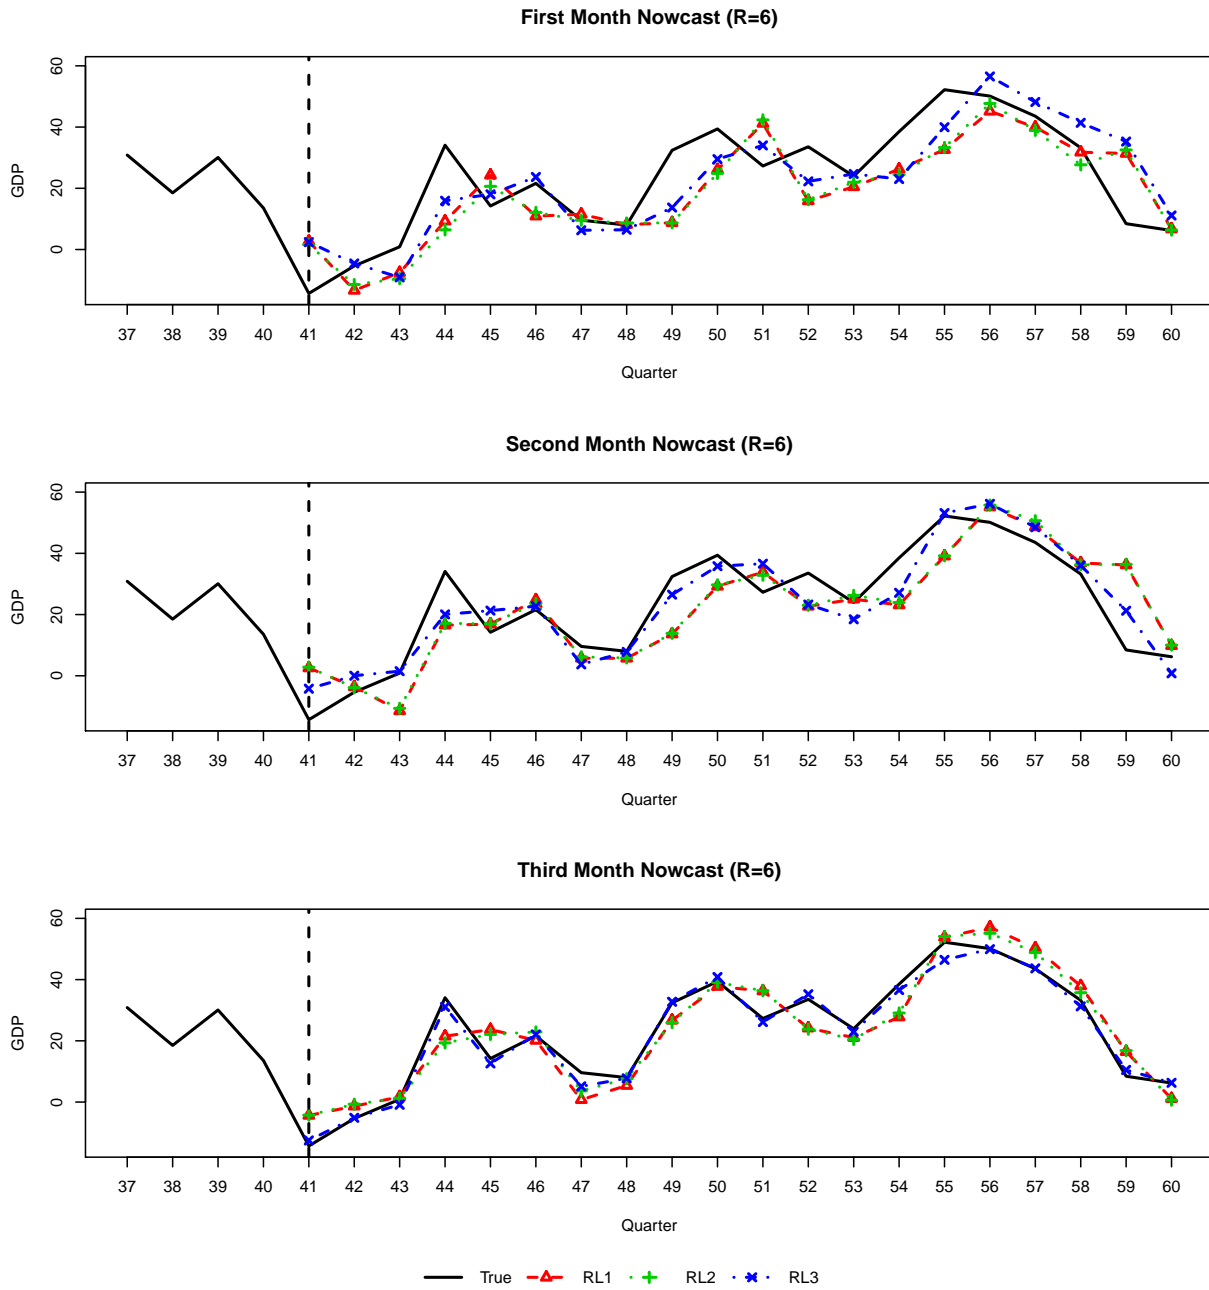 First Month Nowcast (R=6)
GDP
60
40
20
0
37 38 39 40 41 42 43 44 45 46 47 48 49 50 51 52 53 54 55 56 57 58 59 60
Quarter
Second Month Nowcast (R=6)
GDP
60
40
20
0
37 38 39 40 41 42 43 44 45 46 47 48 49 50 51 52 53 54 55 56 57 58 59 60
Quarter
Third Month Nowcast (R=6)
GDP
60
40
20
0
37 38 39 40 41 42 43 44 45 46 47 48 49 50 51 52 53 54 55 56 57 58 59 60
Quarter
True RL1 RL2 RL3